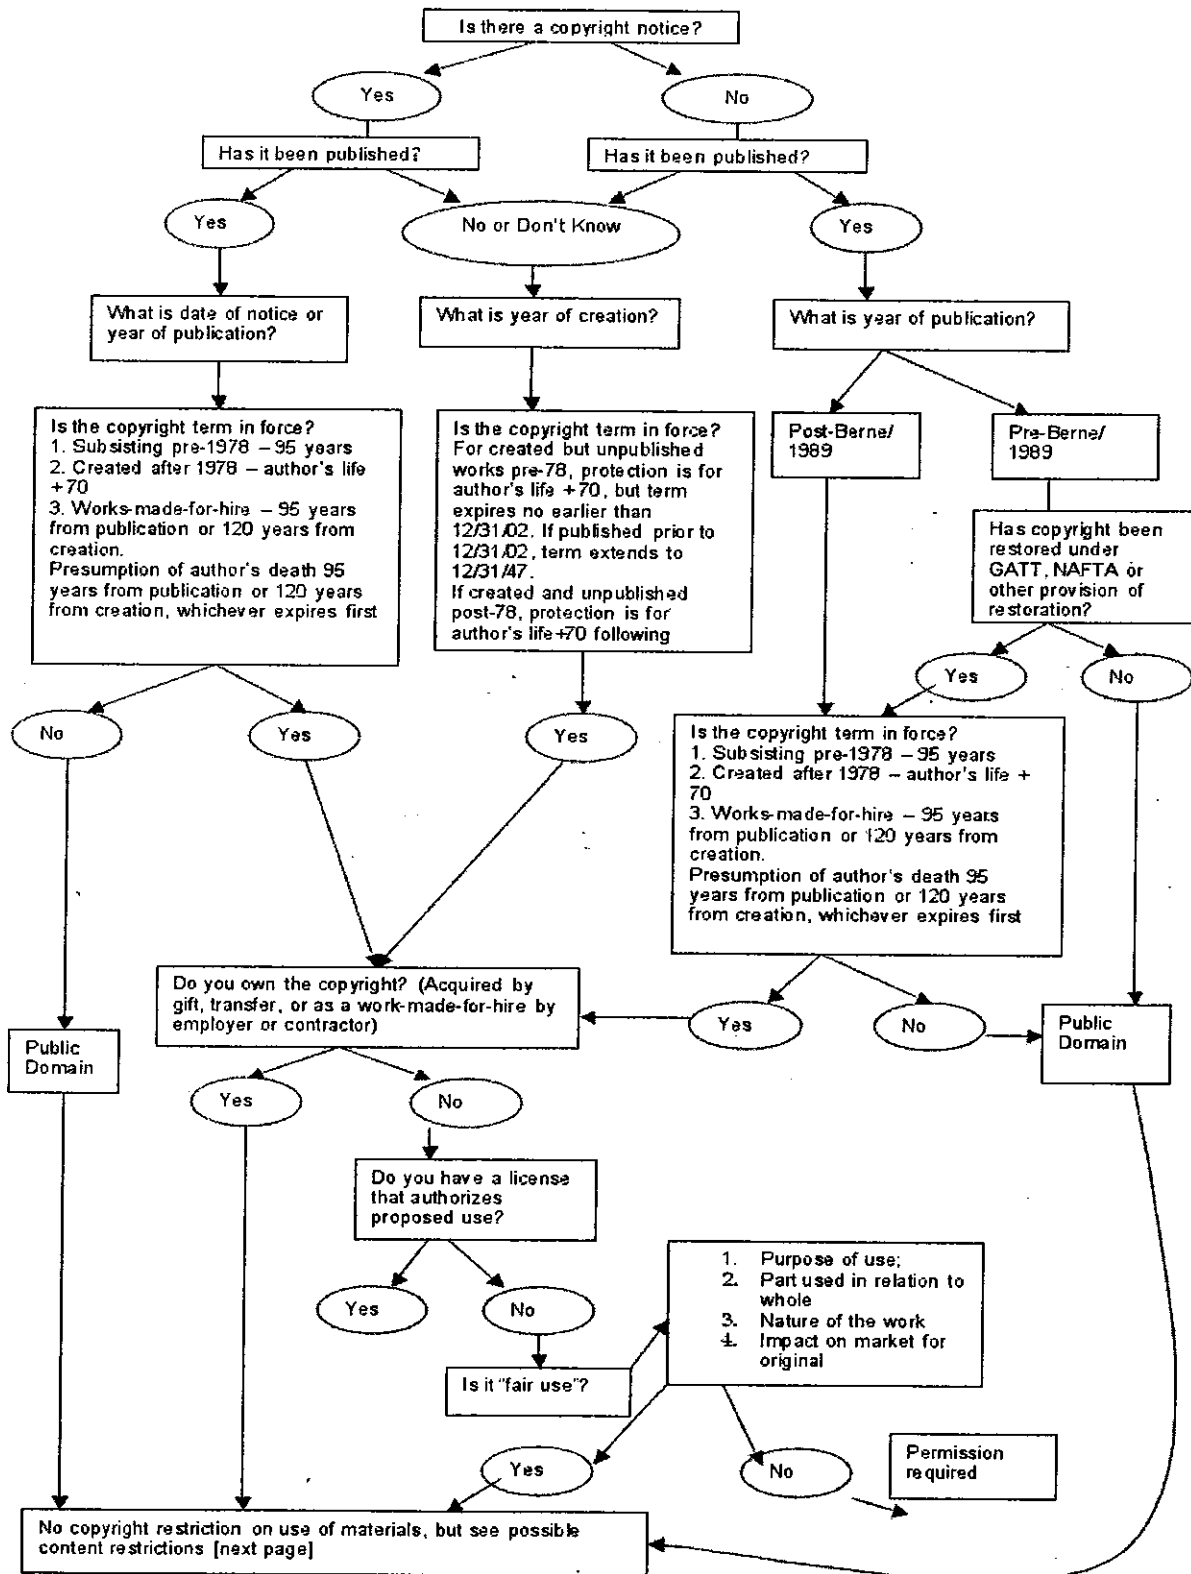 Is there a copyright notice?
Yes
No
Has it been published?
Has it been published?
Yes
No or Don't Know
Yes
What is date of notice or
year of publication?
What is year of creation?
What is year of publication?
Is the copyright term in force?
1. Subsisting pre-1978 – 95 years
2. Created after 1978 – author's life
+70
3. Works-made-for-hire – 95 years
from publication or 120 years from
creation.
Presumption of author's death 95
years from publication or 120 years
from creation, whichever expires first
Is the copyright term in force?
For created but unpublished
works pre-78, protection is for
author's life +70, but term
expires no earlier than
12/31/02. If published prior to
12/31/02, term extends to
12/31/47.
If created and unpublished
post-78, protection is for
author's life+70 following
Post-Berne/
1989
Pre-Berne/
1989
Has copyright been
restored under
GATT, NAFTA or
other provision of
restoration?
Yes
No
No
Yes
Yes
Is the copyright term in force?
1. Subsisting pre-1978 – 95 years
2. Created after 1978 – author's life +
70
3. Works-made-for-hire – 95 years
from publication or 120 years from
creation.
Presumption of author's death 95
years from publication or 120 years
from creation, whichever expires first
Do you own the copyright? (Acquired by
gift, transfer, or as a work-made-for-hire by
employer or contractor)
Yes
No
Public
Domain
Public
Domain
Yes
No
Do you have a license
that authorizes
proposed use?
Yes
No
1. Purpose of use;
2. Part used in relation to
whole
3. Nature of the work
4. Impact on market for
original
Is it "fair use"?
Yes
No
Permission
required
No copyright restriction on use of materials, but see possible
content restrictions [next page]